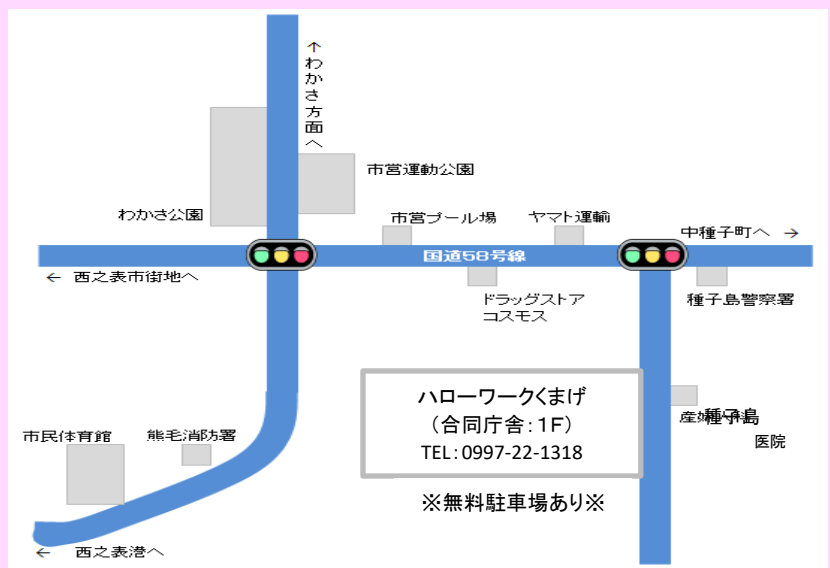 ↑わかさ方面へ
市営運動公園
わかさ公園
市営プール場
ヤマト運輸
中種子町へ →
国道58号線
← 西之表市街地へ
ドラッグストア
コスモス
種子島警察署
ハローワークくまげ
（合同庁舎：１Ｆ）
TEL：0997-22-1318
種子島
医院
市民体育館
熊毛消防署
※無料駐車場あり※
← 西之表港へ